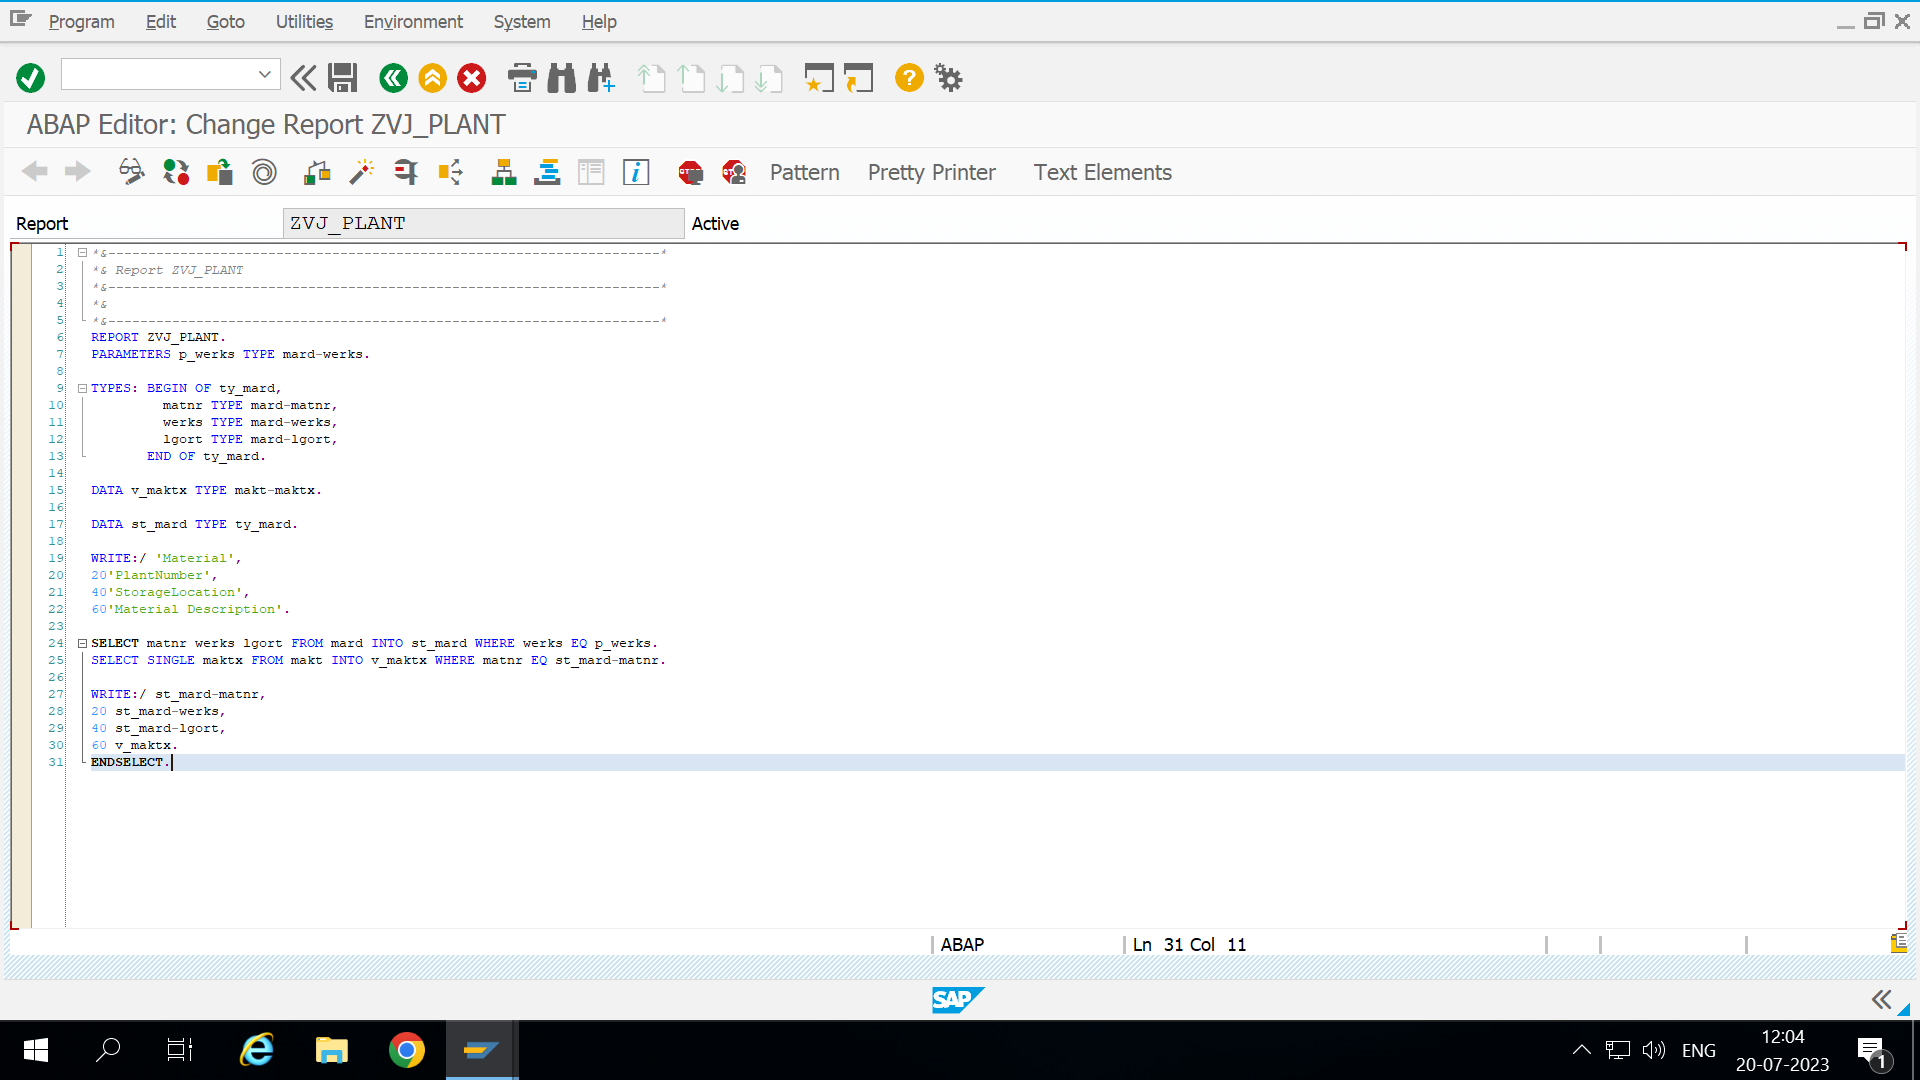 Program Edit Goto Utilities Environment System Help
ABAP Editor: Change Report ZVJ_PLANT
Pattern Pretty Printer Text Elements
Report ZVJ_PLANT Active
1 *&---------------------------------------------------------------------*
2 *& Report ZVJ_PLANT
3 *&---------------------------------------------------------------------*
4 *&
5 *&---------------------------------------------------------------------*
6 REPORT ZVJ_PLANT.
7 PARAMETERS p_werks TYPE mard-werks.
8
9 TYPES: BEGIN OF ty_mard,
10 matnr TYPE mard-matnr,
11 werks TYPE mard-werks,
12 lgort TYPE mard-lgort,
13 END OF ty_mard.
14
15 DATA v_maktx TYPE makt-maktx.
16
17 DATA st_mard TYPE ty_mard.
18
19 WRITE:/ 'Material',
20 20'PlantNumber',
21 40'StorageLocation',
22 60'Material Description'.
23
24 SELECT matnr werks lgort FROM mard INTO st_mard WHERE werks EQ p_werks.
25 SELECT SINGLE maktx FROM makt INTO v_maktx WHERE matnr EQ st_mard-matnr.
26
27 WRITE:/ st_mard-matnr,
28 20 st_mard-werks,
29 40 st_mard-lgort,
30 60 v_maktx.
31 ENDSELECT.
ABAP Ln 31 Col 11
SAP
ENG 12:04
20-07-2023 1